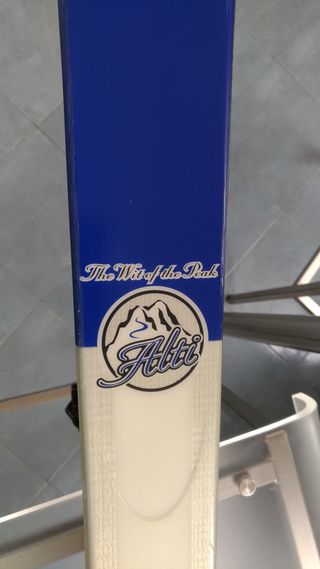 The Wit of the Peak
Alti